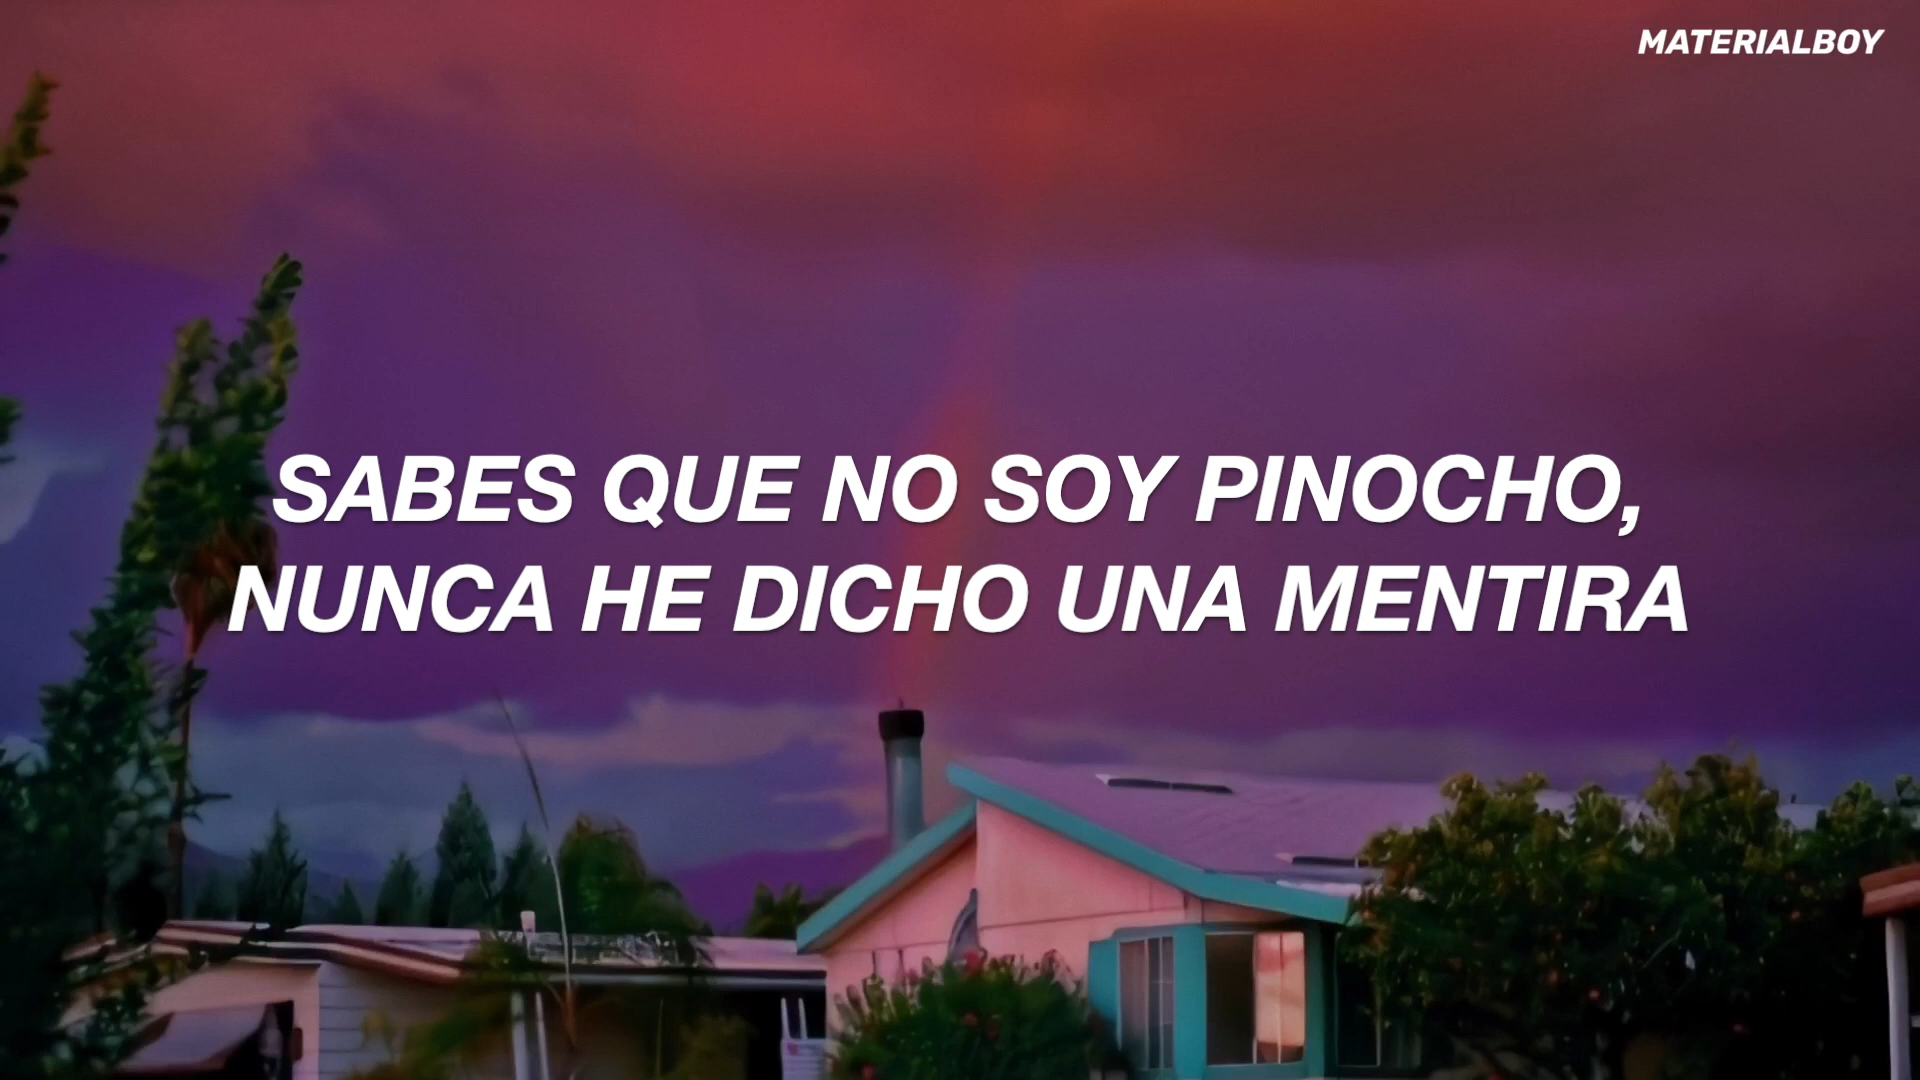 MATERIALBOY
SABES QUE NO SOY PINOCHO,
NUNCA HE DICHO UNA MENTIRA